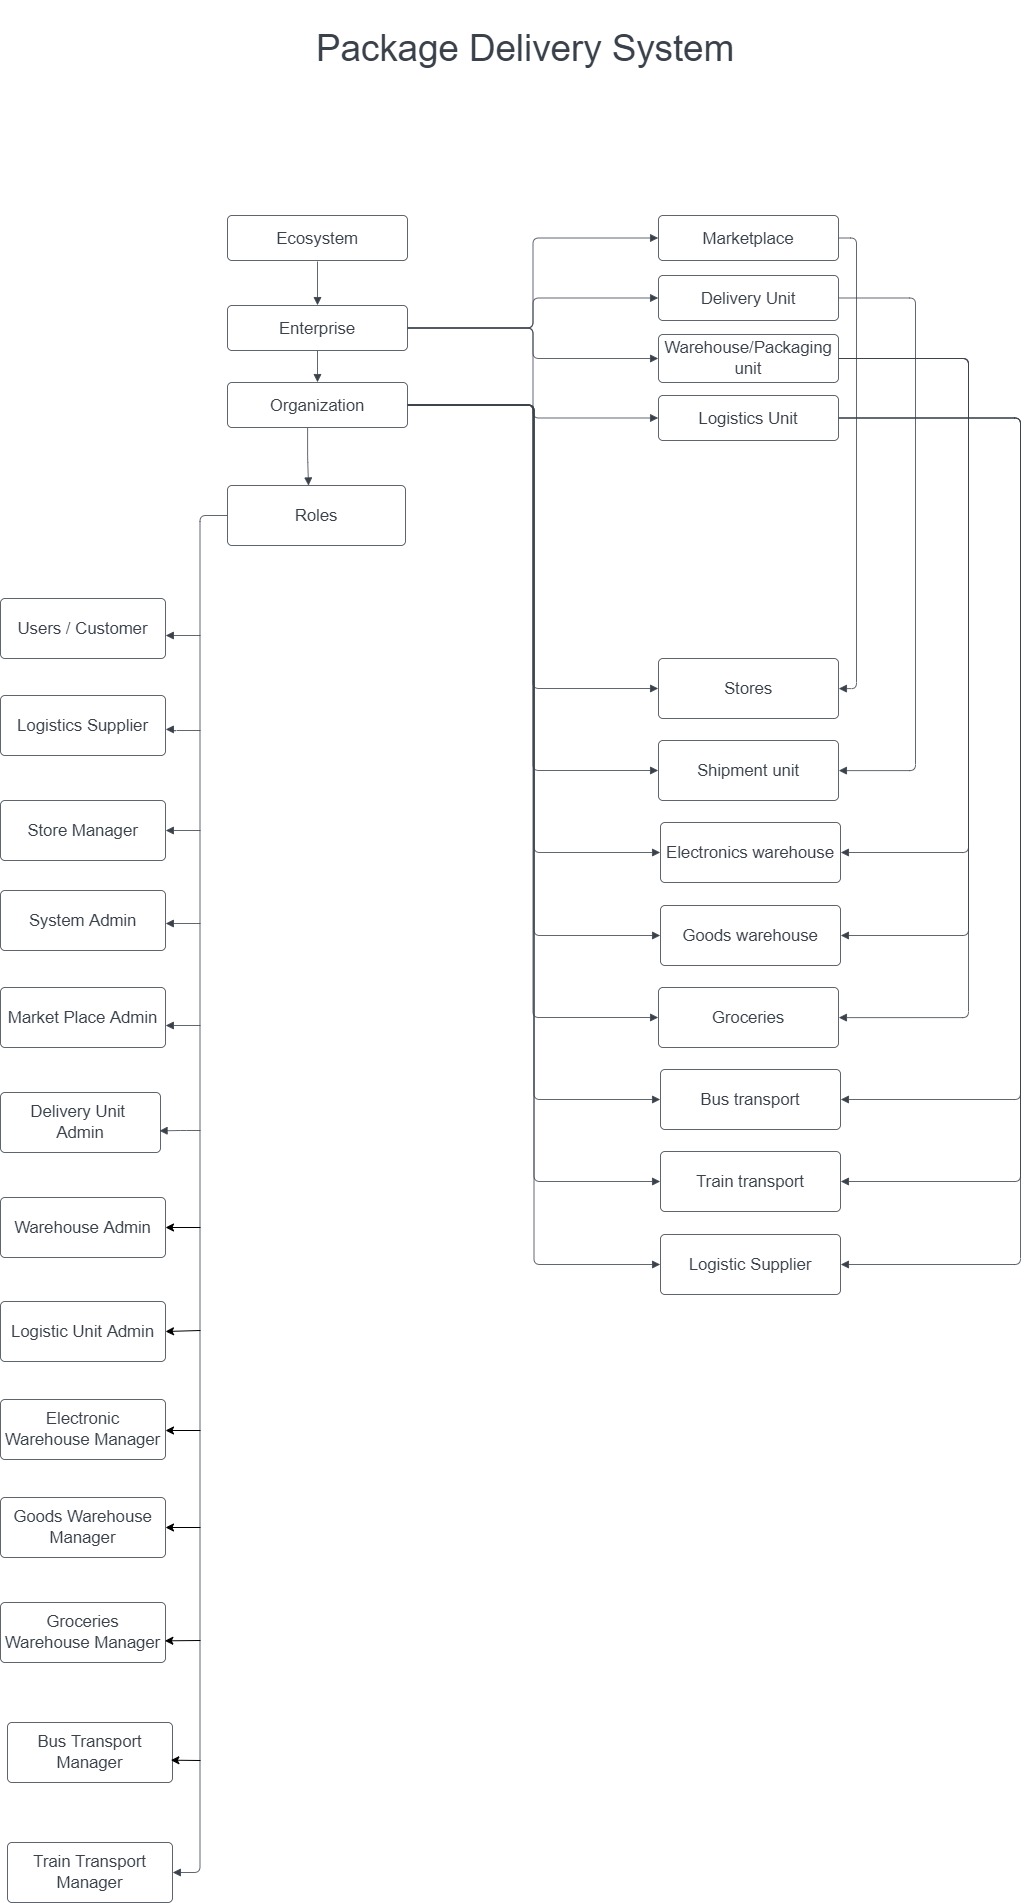 Package Delivery System
Ecosystem
Enterprise
Organization
Roles
Marketplace
Delivery Unit
Warehouse/Packaging
unit
Logistics Unit
Stores
Shipment unit
Electronics warehouse
Goods warehouse
Groceries
Bus transport
Train transport
Logistic Supplier
Users / Customer
Logistics Supplier
Store Manager
System Admin
Market Place Admin
Delivery Unit
Admin
Warehouse Admin
Logistic Unit Admin
Electronic
Warehouse Manager
Goods Warehouse
Manager
Groceries
Warehouse Manager
Bus Transport
Manager
Train Transport
Manager